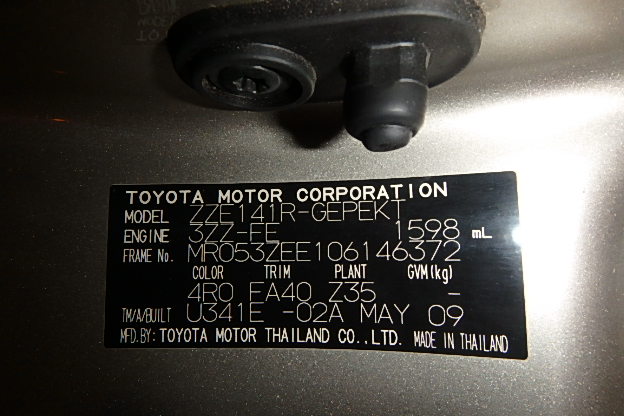 TOYOTA MOTOR CORPORATION
MODEL ZZE141R-GEPEKT
ENGINE 3ZZ-FE 1598 mL
FRAME No. MR053ZEE106146372
COLOR TRIM PLANT GVM(kg)
4R0 FA40 Z35 -
TM/A/BUILT U341E -02A MAY 09
MFD.BY: TOYOTA MOTOR THAILAND CO.,LTD. MADE IN THAILAND